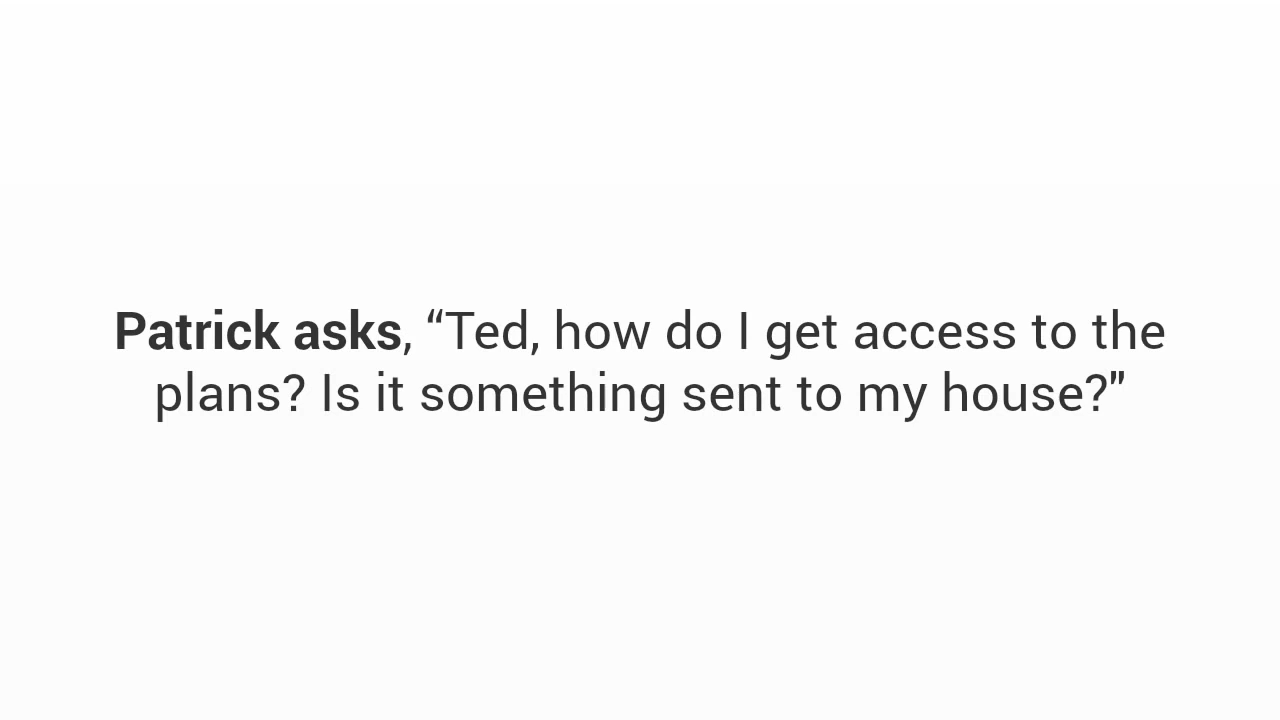 Patrick asks, “Ted, how do I get access to the
plans? Is it something sent to my house?"